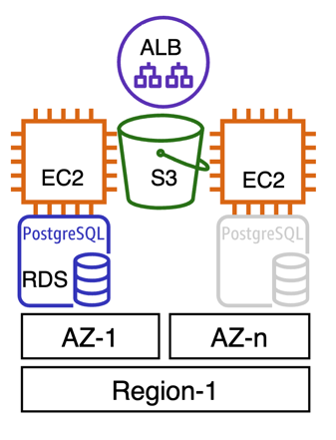 ALB
EC2
S3
EC2
PostgreSQL
PostgreSQL
RDS
AZ-1
AZ-n
Region-1